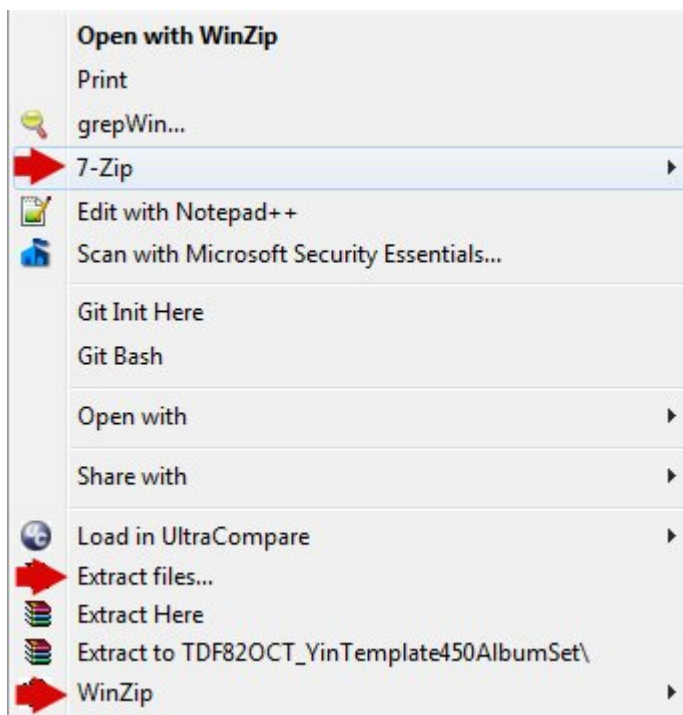 Open with WinZip
Print
grepWin...
7-Zip
Edit with Notepad++
Scan with Microsoft Security Essentials...
Git Init Here
Git Bash
Open with
Share with
Load in UltraCompare
Extract files...
Extract Here
Extract to TDF82OCT_YinTemplate450AlbumSet\
WinZip